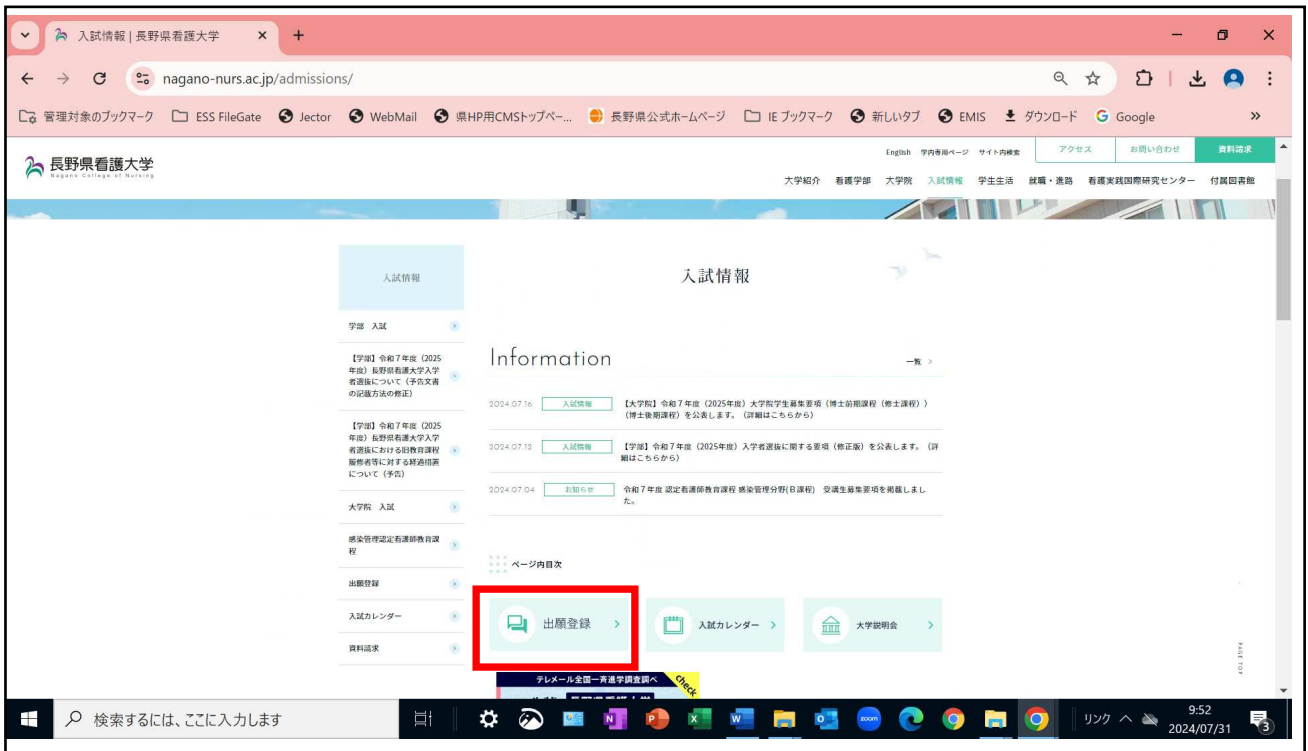 入試情報 | 長野県看護大学
nagano-nurs.ac.jp/admissions/
管理対象のブックマーク ESS FileGate Jector WebMail 県HP用CMSトップペー... 長野県公式ホームページ IE ブックマーク 新しいタブ EMIS ダウンロード Google »
長野県看護大学
Nagano College of Nursing
English 学内専用ページ サイト内検索 アクセス お問い合わせ 資料請求
大学紹介 看護学部 大学院 入試情報 学生生活 就職・進路 看護実践国際研究センター 付属図書館
入試情報
学部 入試
【学部】令和7年度（2025
年度）長野県看護大学入学
者選抜について（予告文書
の記載方法の修正）
【学部】令和7年度（2025
年度）長野県看護大学入学
者選抜における旧教育課程
履修者等に対する経過措置
について（予告）
大学院 入試
感染管理認定看護師教育課
程
出願登録
入試カレンダー
資料請求
入試情報
Information
一覧
2024.07.16 入試情報 【大学院】令和7年度（2025年度）大学院学生募集要項（博士前期課程（修士課程））
（博士後期課程）を公表します。（詳細はこちらから）
2024.07.12 入試情報 【学部】令和7年度（2025年度）入学者選抜に関する要項（修正版）を公表します。（詳
細はこちらから）
2024.07.04 お知らせ 令和7年度 認定看護師教育課程 感染管理分野(B課程) 受講生募集要項を掲載しまし
た。
ページ内目次
出願登録 入試カレンダー 大学説明会
テレメール全国一斉進学調査調べ
check
PAGE TOP
検索するには、ここに入力します
リンク
9:52
2024/07/31
3